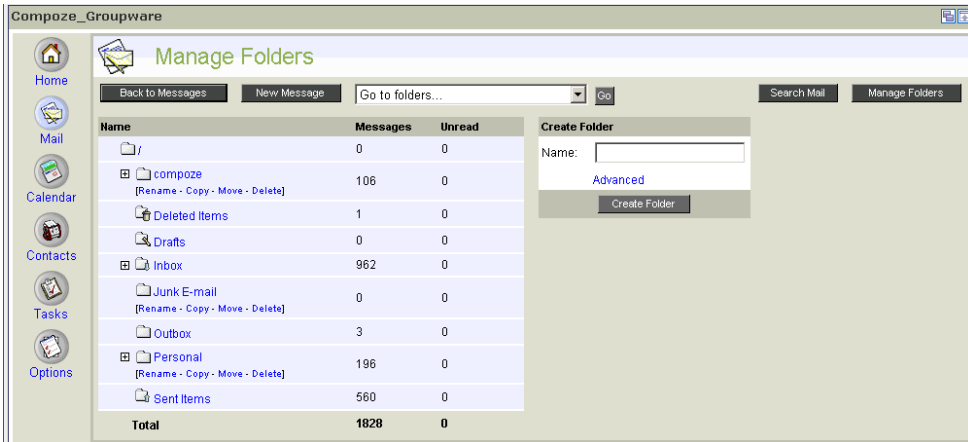 Compoze_Groupware
Manage Folders
Home
Mail
Calendar
Contacts
Tasks
Options
Back to Messages New Message Go to folders... Go Search Mail Manage Folders
Name Messages Unread
/ 0 0
compoze 106 0
[Rename - Copy - Move - Delete]
Deleted Items 1 0
Drafts 0 0
Inbox 962 0
Junk E-mail 0 0
[Rename - Copy - Move - Delete]
Outbox 3 0
Personal 196 0
[Rename - Copy - Move - Delete]
Sent Items 560 0
Total 1828 0
Create Folder
Name:
Advanced
Create Folder